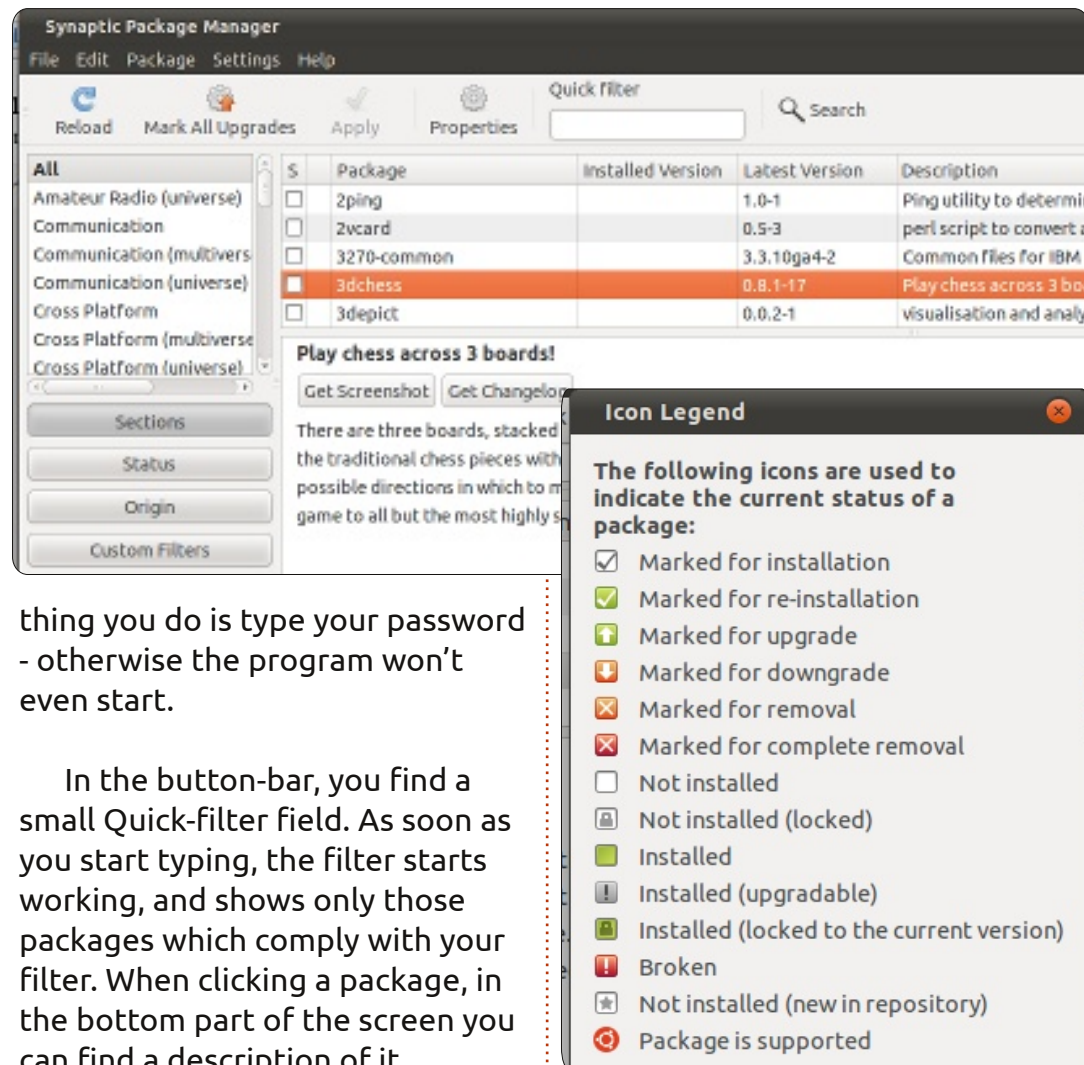 Synaptic Package Manager
File Edit Package Settings Help
Reload Mark All Upgrades Apply Properties Quick filter Search
All
Amateur Radio (universe)
Communication
Communication (multivers
Communication (universe)
Cross Platform
Cross Platform (multiverse
Cross Platform (universe)
Sections
Status
Origin
Custom Filters
S Package Installed Version Latest Version Description
2ping 1.0-1 Ping utility to determi
2vcard 0.5-3 perl script to convert a
3270-common 3.3.10ga4-2 Common files for IBM
3dchess 0.8.1-17 Play chess across 3 bo
3depict 0.0.2-1 visualisation and analy
Play chess across 3 boards!
Get Screenshot Get Changelog
There are three boards, stacked
the traditional chess pieces with
possible directions in which to m
game to all but the most highly s
Icon Legend
The following icons are used to
indicate the current status of a
package:
Marked for installation
Marked for re-installation
Marked for upgrade
Marked for downgrade
Marked for removal
Marked for complete removal
Not installed
Not installed (locked)
Installed
Installed (upgradable)
Installed (locked to the current version)
Broken
Not installed (new in repository)
Package is supported
thing you do is type your password
- otherwise the program won't
even start.
In the button-bar, you find a
small Quick-filter field. As soon as
you start typing, the filter starts
working, and shows only those
packages which comply with your
filter. When clicking a package, in
the bottom part of the screen you
can find a description of it